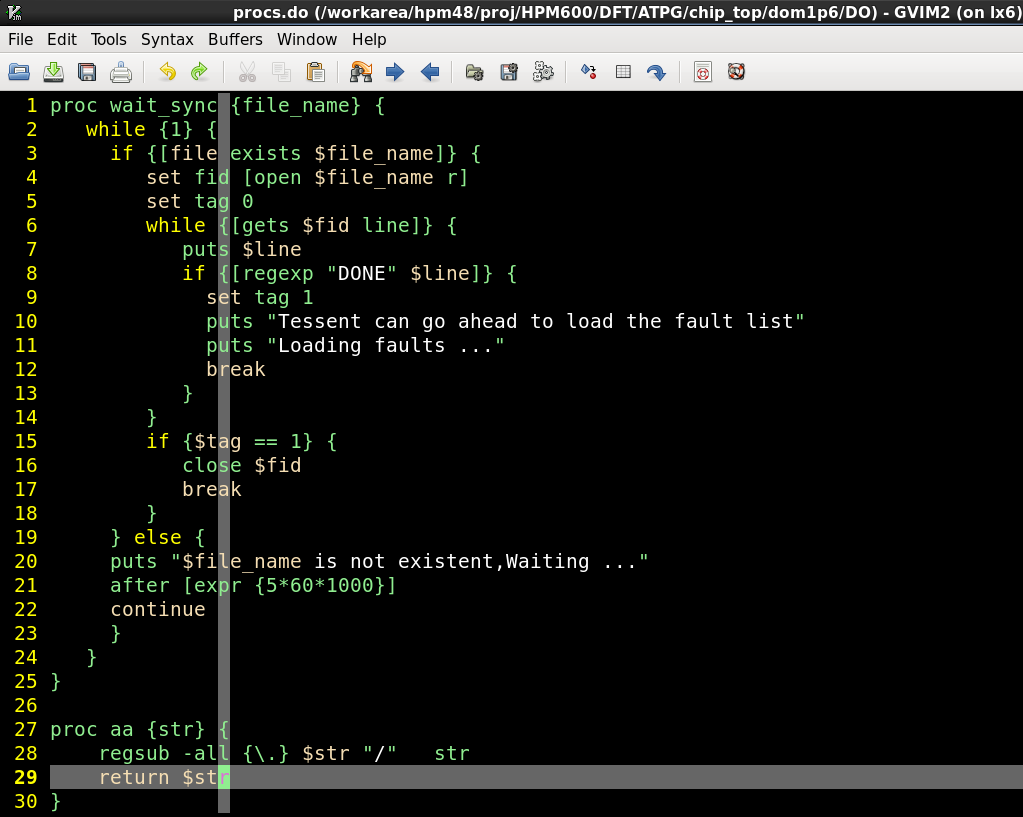 procs.do (/workarea/hpm48/proj/HPM600/DFT/ATPG/chip_top/dom1p6/DO) - GVIM2 (on lx6)
File Edit Tools Syntax Buffers Window Help
1 proc wait_sync {file_name} {
2    while {1} {
3      if {[file exists $file_name]} {
4         set fid [open $file_name r]
5         set tag 0
6         while {[gets $fid line]} {
7            puts $line
8            if {[regexp "DONE" $line]} {
9              set tag 1
10              puts "Tessent can go ahead to load the fault list"
11              puts "Loading faults ..."
12              break
13            }
14         }
15         if {$tag == 1} {
16            close $fid
17            break
18         }
19      } else {
20      puts "$file_name is not existent,Waiting ..."
21      after [expr {5*60*1000}]
22      continue
23      }
24    }
25 }
26
27 proc aa {str} {
28     regsub -all {\.} $str "/"   str
29     return $str
30 }